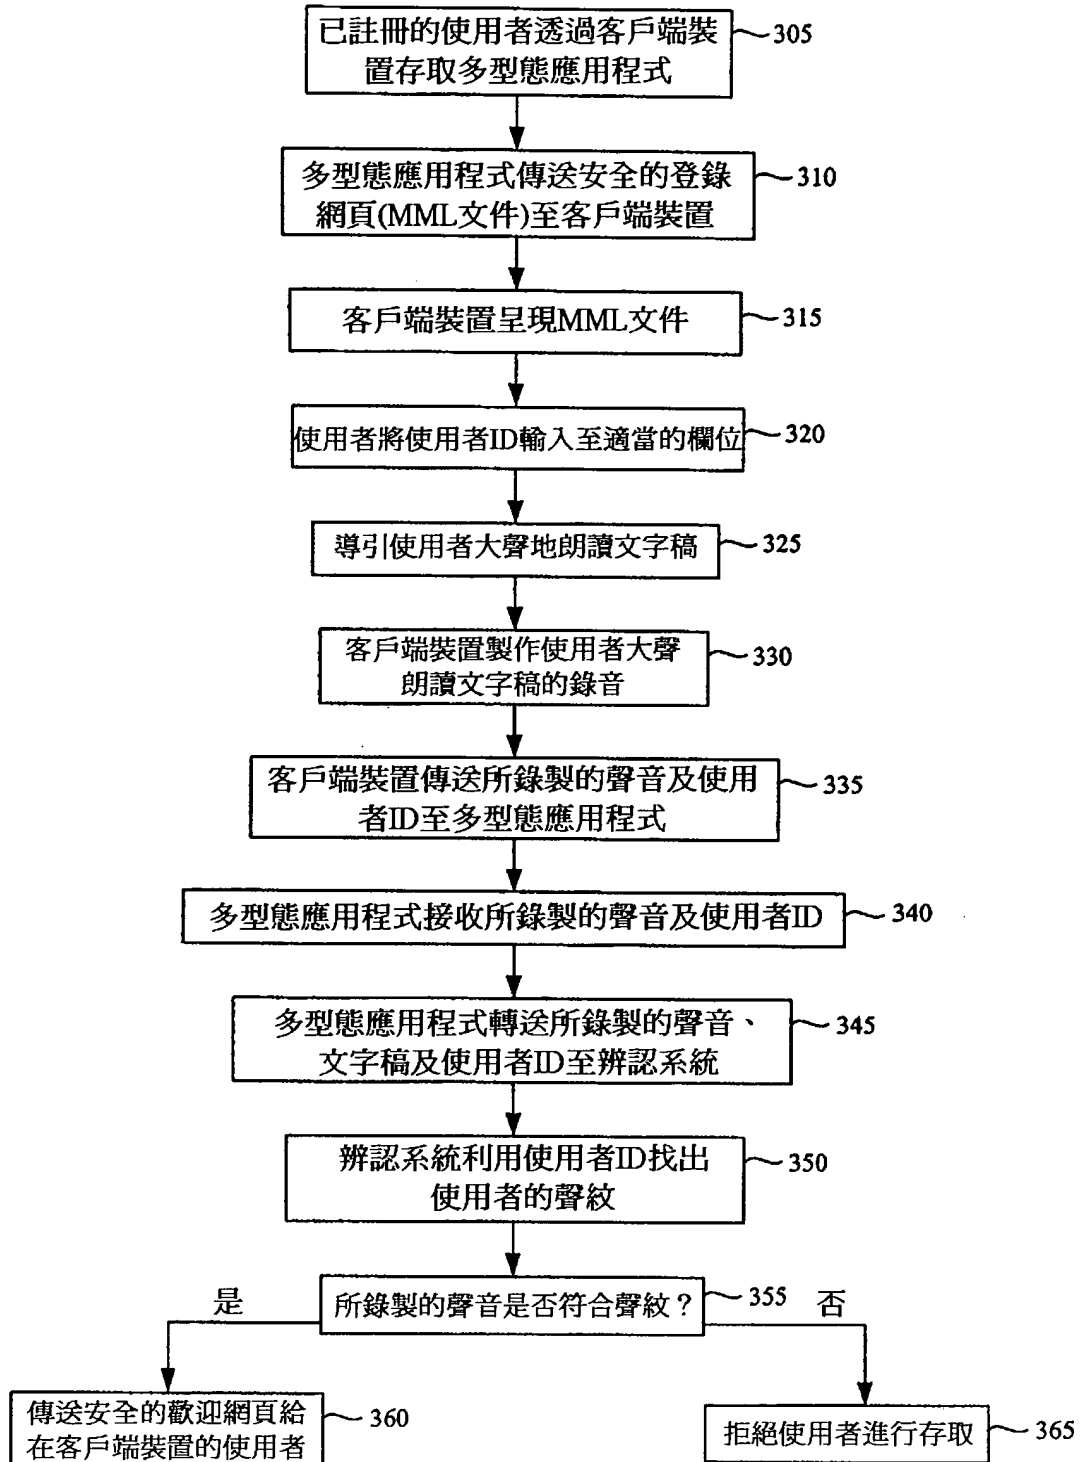 已註冊的使用者透過客戶端裝
置存取多型態應用程式
305
多型態應用程式傳送安全的登錄
網頁(MML文件)至客戶端裝置
310
客戶端裝置呈現MML文件
315
使用者將使用者ID輸入至適當的欄位
320
導引使用者大聲地朗讀文字稿
325
客戶端裝置製作使用者大聲
朗讀文字稿的錄音
330
客戶端裝置傳送所錄製的聲音及使用
者ID至多型態應用程式
335
多型態應用程式接收所錄製的聲音及使用者ID
340
多型態應用程式轉送所錄製的聲音、
文字稿及使用者ID至辨認系統
345
辨認系統利用使用者ID找出
使用者的聲紋
350
所錄製的聲音是否符合聲紋？
355
是
否
傳送安全的歡迎網頁給
在客戶端裝置的使用者
360
拒絕使用者進行存取
365